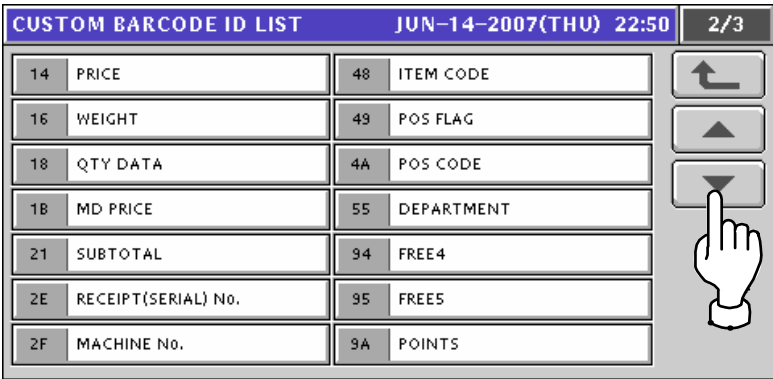 CUSTOM BARCODE ID LIST JUN-14-2007(THU) 22:50 2/3
14 PRICE 48 ITEM CODE
16 WEIGHT 49 POS FLAG
18 QTY DATA 4A POS CODE
1B MD PRICE 55 DEPARTMENT
21 SUBTOTAL 94 FREE4
2E RECEIPT(SERIAL) No. 95 FREE5
2F MACHINE No. 9A POINTS